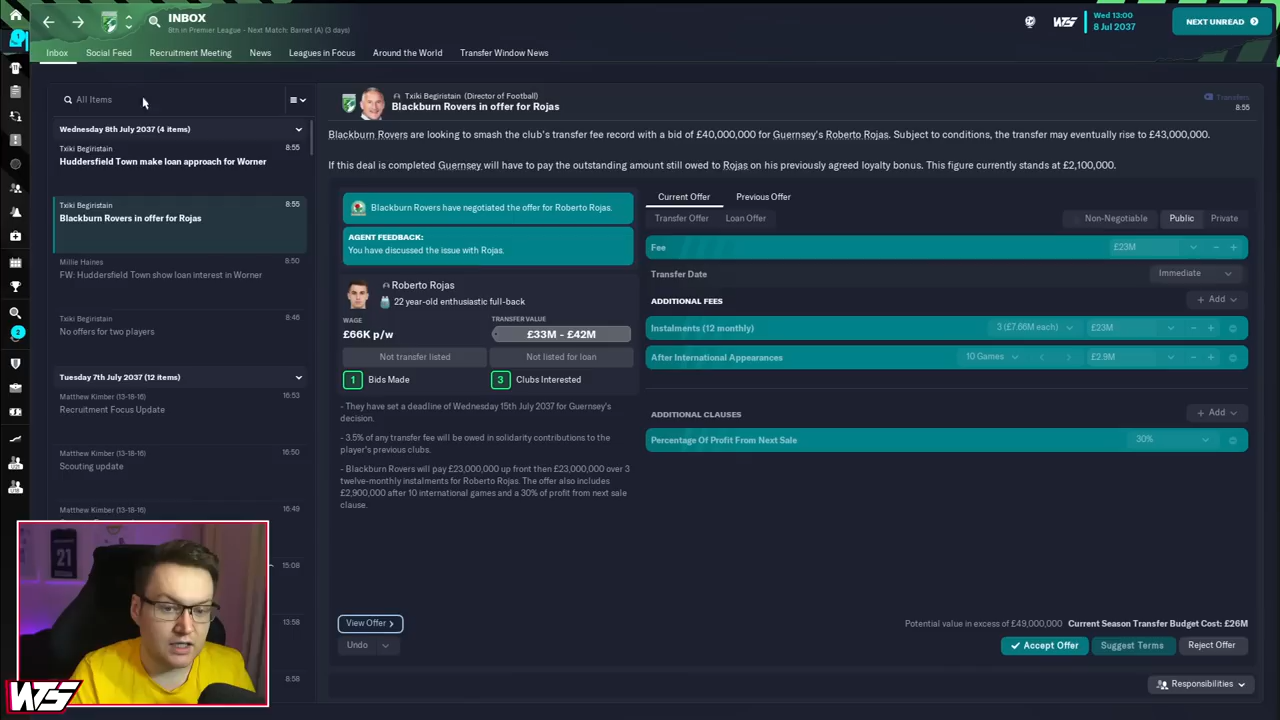 INBOX
8th in Premier League - Next Match: Barnet (A) (3 days)
WTS
Wed 13:00
8 Jul 2037
NEXT UNREAD
Inbox
Social Feed
Recruitment Meeting
News
Leagues in Focus
Around the World
Transfer Window News
All Items
Wednesday 8th July 2037 (4 items)
Txiki Begiristain
8:55
Huddersfield Town make loan approach for Worner
Txiki Begiristain
8:55
Blackburn Rovers in offer for Rojas
Millie Haines
8:50
FW: Huddersfield Town show loan interest in Worner
Txiki Begiristain
8:46
No offers for two players
Tuesday 7th July 2037 (12 items)
Matthew Kimber (13-18-16)
16:53
Recruitment Focus Update
Matthew Kimber (13-18-16)
16:50
Scouting update
Matthew Kimber (13-18-16)
16:49
15:08
13:58
8:58
Txiki Begiristain (Director of Football)
Blackburn Rovers in offer for Rojas
Transfers
8:55
Blackburn Rovers are looking to smash the club's transfer fee record with a bid of £40,000,000 for Guernsey's Roberto Rojas. Subject to conditions, the transfer may eventually rise to £43,000,000.
If this deal is completed Guernsey will have to pay the outstanding amount still owed to Rojas on his previously agreed loyalty bonus. This figure currently stands at £2,100,000.
Blackburn Rovers have negotiated the offer for Roberto Rojas.
AGENT FEEDBACK:
You have discussed the issue with Rojas.
Roberto Rojas
22 year-old enthusiastic full-back
WAGE
£66K p/w
TRANSFER VALUE
£33M - £42M
Not transfer listed
Not listed for loan
1 Bids Made
3 Clubs Interested
- They have set a deadline of Wednesday 15th July 2037 for Guernsey's
decision.
- 3.5% of any transfer fee will be owed in solidarity contributions to the
player's previous clubs.
- Blackburn Rovers will pay £23,000,000 up front then £23,000,000 over 3
twelve-monthly instalments for Roberto Rojas. The offer also includes
£2,900,000 after 10 international games and a 30% of profit from next sale
clause.
View Offer
Undo
Current Offer
Previous Offer
Transfer Offer
Loan Offer
Non-Negotiable
Public
Private
Fee
£23M
Transfer Date
Immediate
ADDITIONAL FEES
+ Add
Instalments (12 monthly)
3 (£7.66M each)
£23M
After International Appearances
10 Games
£2.9M
ADDITIONAL CLAUSES
+ Add
Percentage Of Profit From Next Sale
30%
Potential value in excess of £49,000,000
Current Season Transfer Budget Cost: £26M
Accept Offer
Suggest Terms
Reject Offer
Responsibilities
21
WTS
1
2